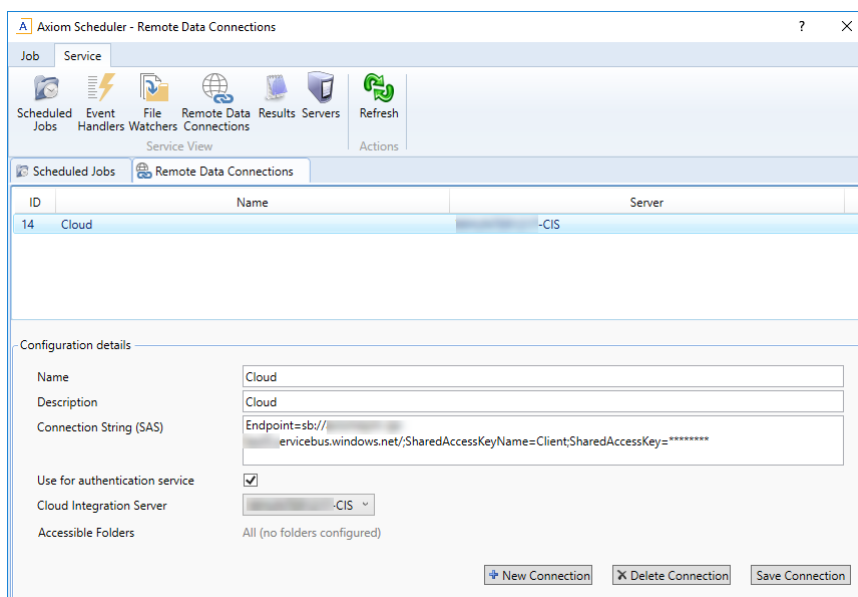 A Axiom Scheduler - Remote Data Connections ? ×
Job Service
Scheduled Jobs Event Handlers File Watchers Remote Data Connections Results Servers Refresh
Service View Actions
Scheduled Jobs Remote Data Connections
ID Name Server
14 Cloud -CIS
Configuration details
Name Cloud
Description Cloud
Connection String (SAS) Endpoint=sb://
ervicebus.windows.net/;SharedAccessKeyName=Client;SharedAccessKey=********
Use for authentication service
Cloud Integration Server -CIS
Accessible Folders All (no folders configured)
New Connection Delete Connection Save Connection